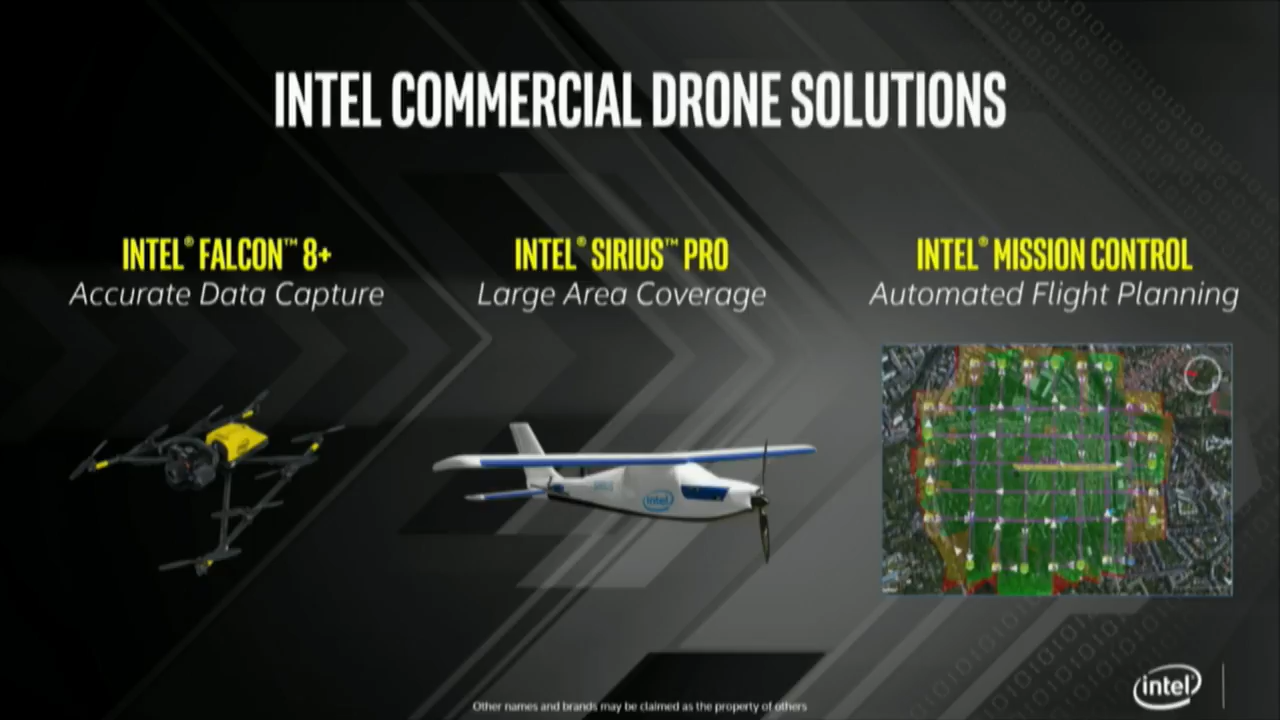 INTEL COMMERCIAL DRONE SOLUTIONS
INTEL® FALCON™ 8+
Accurate Data Capture
INTEL® SIRIUS™ PRO
Large Area Coverage
INTEL® MISSION CONTROL
Automated Flight Planning
intel
intel
Other names and brands may be claimed as the property of others